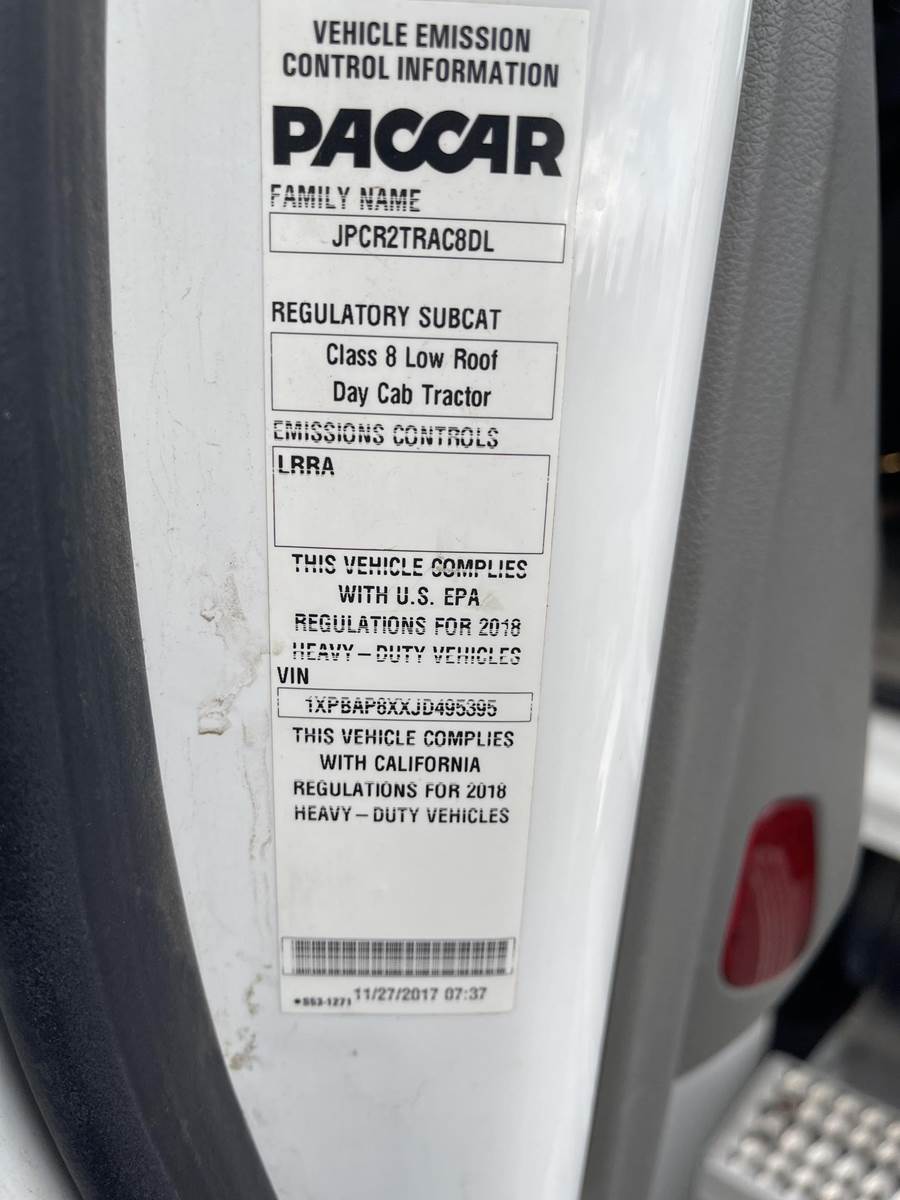 VEHICLE EMISSION
CONTROL INFORMATION
PACCAR
FAMILY NAME
JPCR2TRAC8DL
REGULATORY SUBCAT
Class 8 Low Roof
Day Cab Tractor
EMISSIONS CONTROLS
LRRA
THIS VEHICLE COMPLIES
WITH U.S. EPA
REGULATIONS FOR 2018
HEAVY-DUTY VEHICLES
VIN
1XPBAP8XXJD495395
THIS VEHICLE COMPLIES
WITH CALIFORNIA
REGULATIONS FOR 2018
HEAVY-DUTY VEHICLES
*S53-1271 11/27/2017 07:37